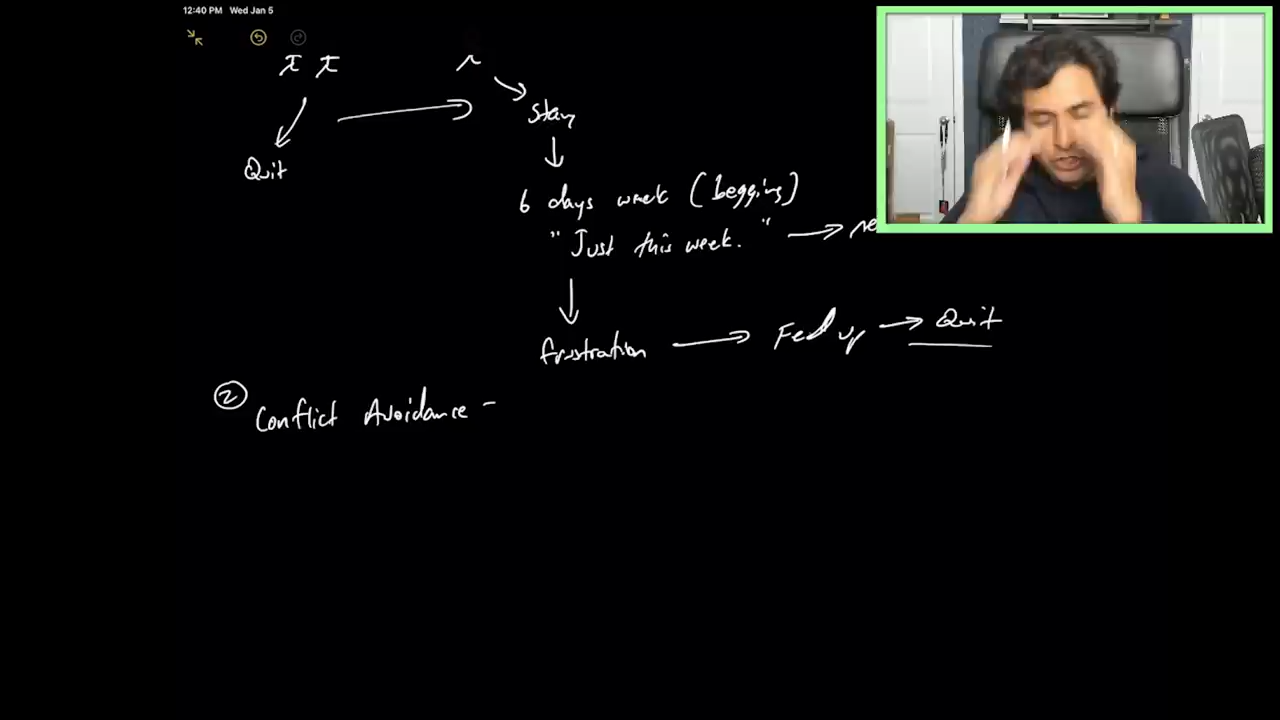 12:40 PM Wed Jan 5
Stay
Quit
6 days week (begging)
"Just this week."
frustration Fed up Quit
2
Conflict Avoidance -